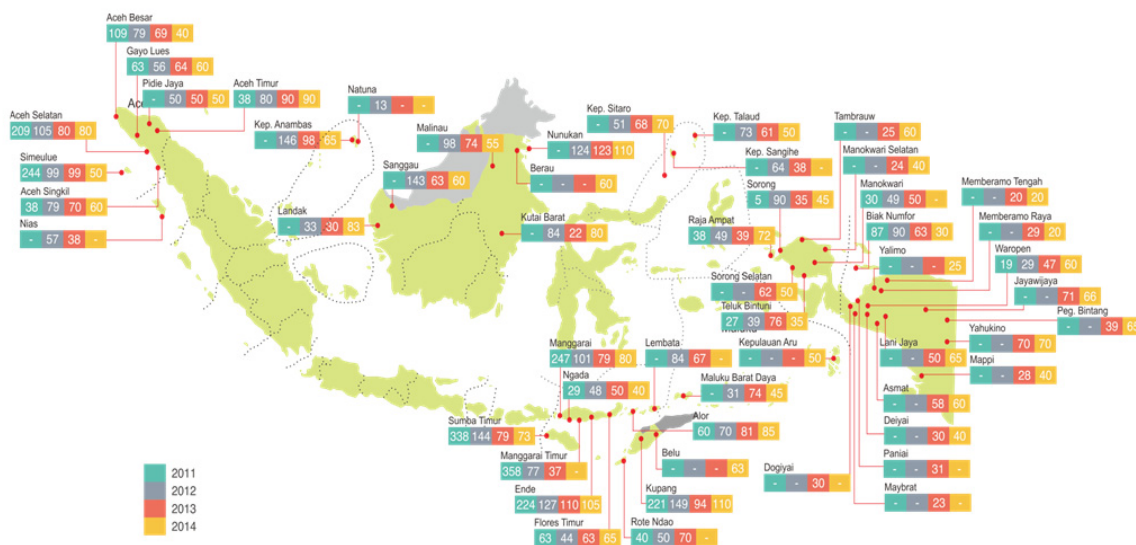 Aceh Besar
109 79 69 40
Gayo Lues
63 56 64 60
Pidie Jaya
- 50 50 50
Aceh Timur
38 80 90 90
Aceh Selatan
209 105 80 80
Simeulue
244 99 99 50
Aceh Singkil
38 79 70 60
Nias
- 57 38 -
Natuna
- 13 - -
Kep. Anambas
- 146 98 65
Malinau
- 98 74 55
Sanggau
- 143 63 60
Landak
- 33 30 83
Nunukan
- 124 123 110
Berau
- - - 60
Kutai Barat
- 84 22 80
Kep. Sitaro
- 51 68 70
Kep. Talaud
- 73 61 50
Kep. Sangihe
- 64 38 -
Sorong
5 90 35 45
Raja Ampat
38 49 39 72
Sorong Selatan
- - 62 50
Teluk Bintuni
27 39 76 35
Tambrauw
- - 25 60
Manokwari Selatan
- - 24 40
Manokwari
30 49 50 -
Biak Numfor
87 90 63 30
Yalimo
- - - 25
Memberamo Tengah
- - 20 20
Memberamo Raya
- - 29 20
Waropen
19 29 47 60
Jayawijaya
- - 71 66
Peg. Bintang
- - 39 65
Yahukino
- - 70 70
Lani Jaya
- - 50 65
Mappi
- - 28 40
Asmat
- - 58 60
Deiyai
- - 30 40
Paniai
- - 31 -
Maybrat
- - 23 -
Dogiyai
- - 30 -
Manggarai
247 101 79 80
Ngada
29 48 50 40
Lembata
- 84 67 -
Kepulauan Aru
- - - 50
Maluku Barat Daya
- 31 74 45
Alor
60 70 81 85
Sumba Timur
338 144 79 73
Manggarai Timur
358 77 37 -
Belu
- - - 63
Ende
224 127 110 105
Kupang
221 149 94 110
Flores Timur
63 44 63 65
Rote Ndao
40 50 70 -
2011
2012
2013
2014